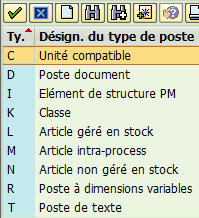 Ty. Désign. du type de poste
C Unité compatible
D Poste document
I Elément de structure PM
K Classe
L Article géré en stock
M Article intra-process
N Article non géré en stock
R Poste à dimensions variables
T Poste de texte